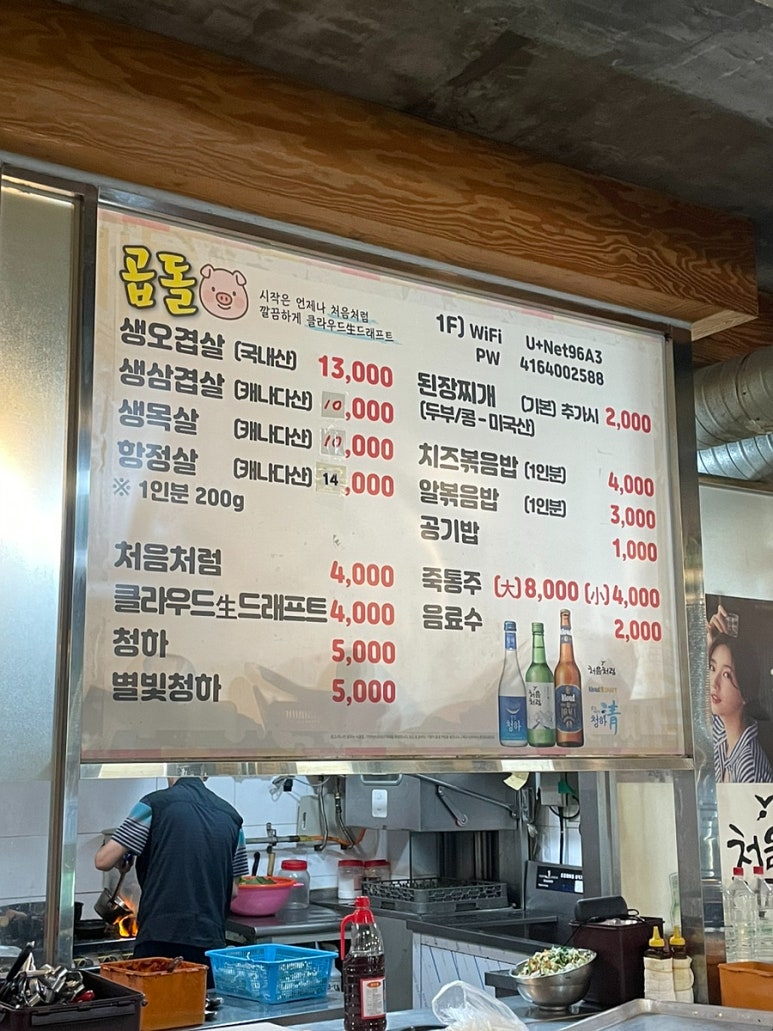 곱돌
시작은 언제나 처음처럼
깔끔하게 클라우드生드래프트
생오겹살 (국내산) 13,000
생삼겹살 (캐나다산) 10,000
생목살 (캐나다산) 10,000
항정살 (캐나다산) 14,000
※ 1인분 200g
처음처럼 4,000
클라우드生드래프트 4,000
청하 5,000
별빛청하 5,000
1F) WiFi U+Net96A3
PW 4164002588
된장찌개 (기본) 추가시 2,000
(두부/콩-미국산)
치즈볶음밥 (1인분) 4,000
알볶음밥 (1인분) 3,000
공기밥 1,000
죽통주 (大) 8,000 (小) 4,000
음료수 2,000
처음처럼
청하
처음